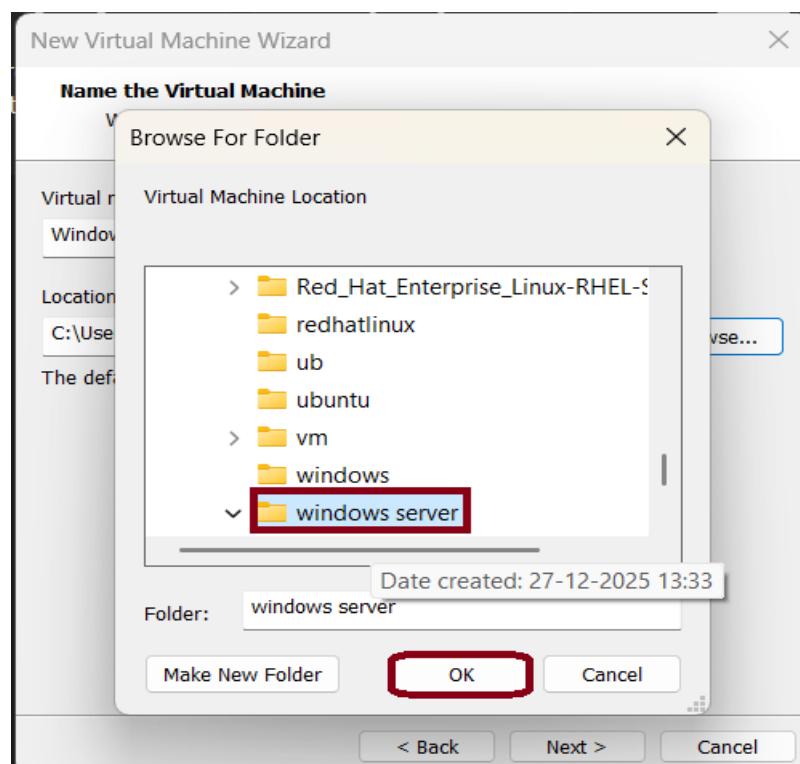 New Virtual Machine Wizard
Name the Virtual Machine
Browse For Folder
Virtual Machine Location
Virtual
Location
C:\Use
The
Red_Hat_Enterprise_Linux-RHEL-S
redhatlinux
ub
ubuntu
vm
windows
windows server
Date created: 27-12-2025 13:33
Folder: windows server
Make New Folder OK Cancel
< Back Next > Cancel